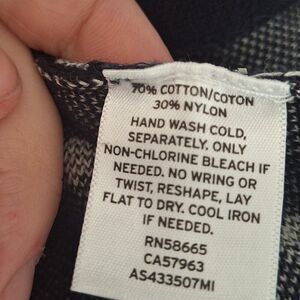 70% COTTON/COTON
30% NYLON
HAND WASH COLD,
SEPARATELY. ONLY
NON-CHLORINE BLEACH IF
NEEDED. NO WRING OR
TWIST, RESHAPE, LAY
FLAT TO DRY. COOL IRON
IF NEEDED.
RN58665
CA57963
AS433507MI